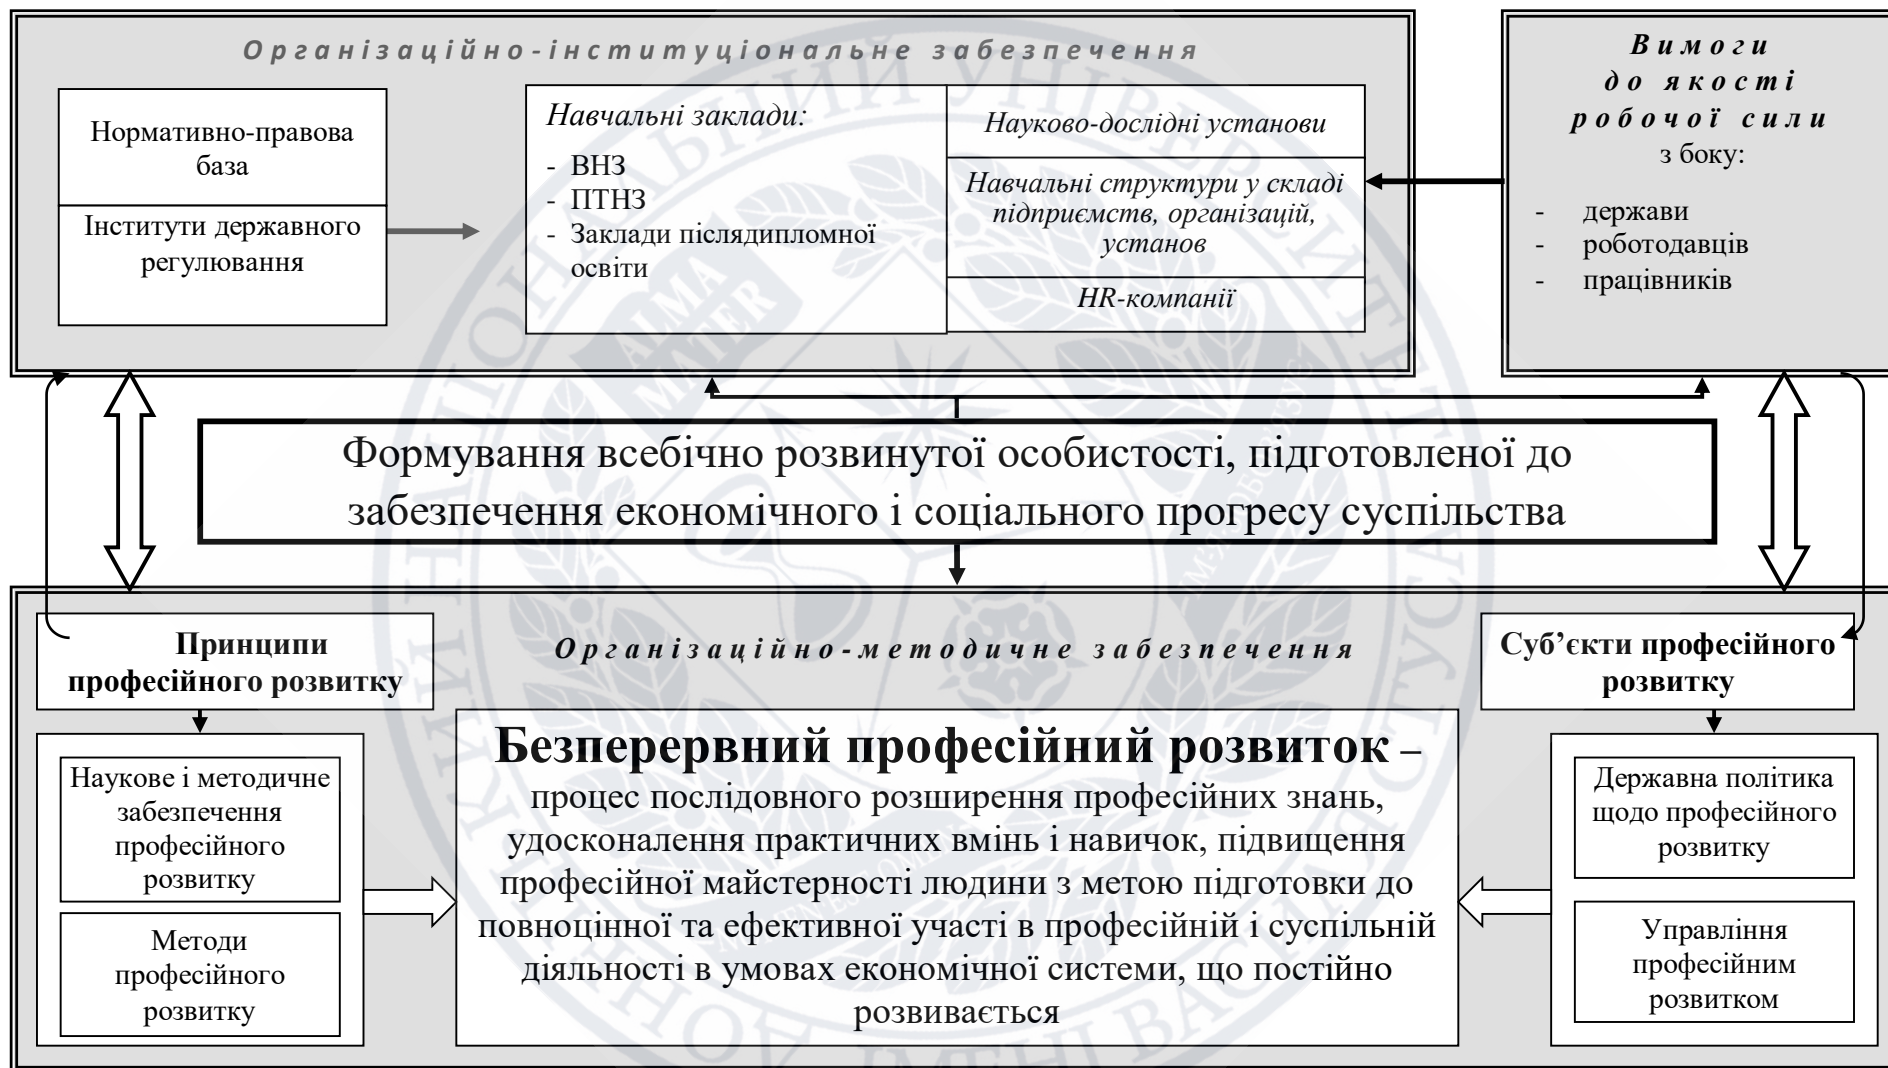 Організаційно-інституціональне забезпечення
Нормативно-правова
база
Інститути державного
регулювання
Навчальні заклади:
- ВНЗ
- ПТНЗ
- Заклади післядипломної
освіти
Науково-дослідні установи
Навчальні структури у складі
підприємств, організацій,
установ
HR-компанії
Вимоги
до якості
робочої сили
з боку:
- держави
- роботодавців
- працівників
Формування всебічно розвинутої особистості, підготовленої до
забезпечення економічного і соціального прогресу суспільства
Принципи
професійного розвитку
Організаційно-методичне забезпечення
Суб’єкти професійного
розвитку
Наукове і методичне
забезпечення
професійного
розвитку
Методи
професійного
розвитку
Безперервний професійний розвиток –
процес послідовного розширення професійних знань,
удосконалення практичних вмінь і навичок, підвищення
професійної майстерності людини з метою підготовки до
повноцінної та ефективної участі в професійній і суспільній
діяльності в умовах економічної системи, що постійно
розвивається
Державна політика
щодо професійного
розвитку
Управління
професійним
розвитком
ALMA
MATER